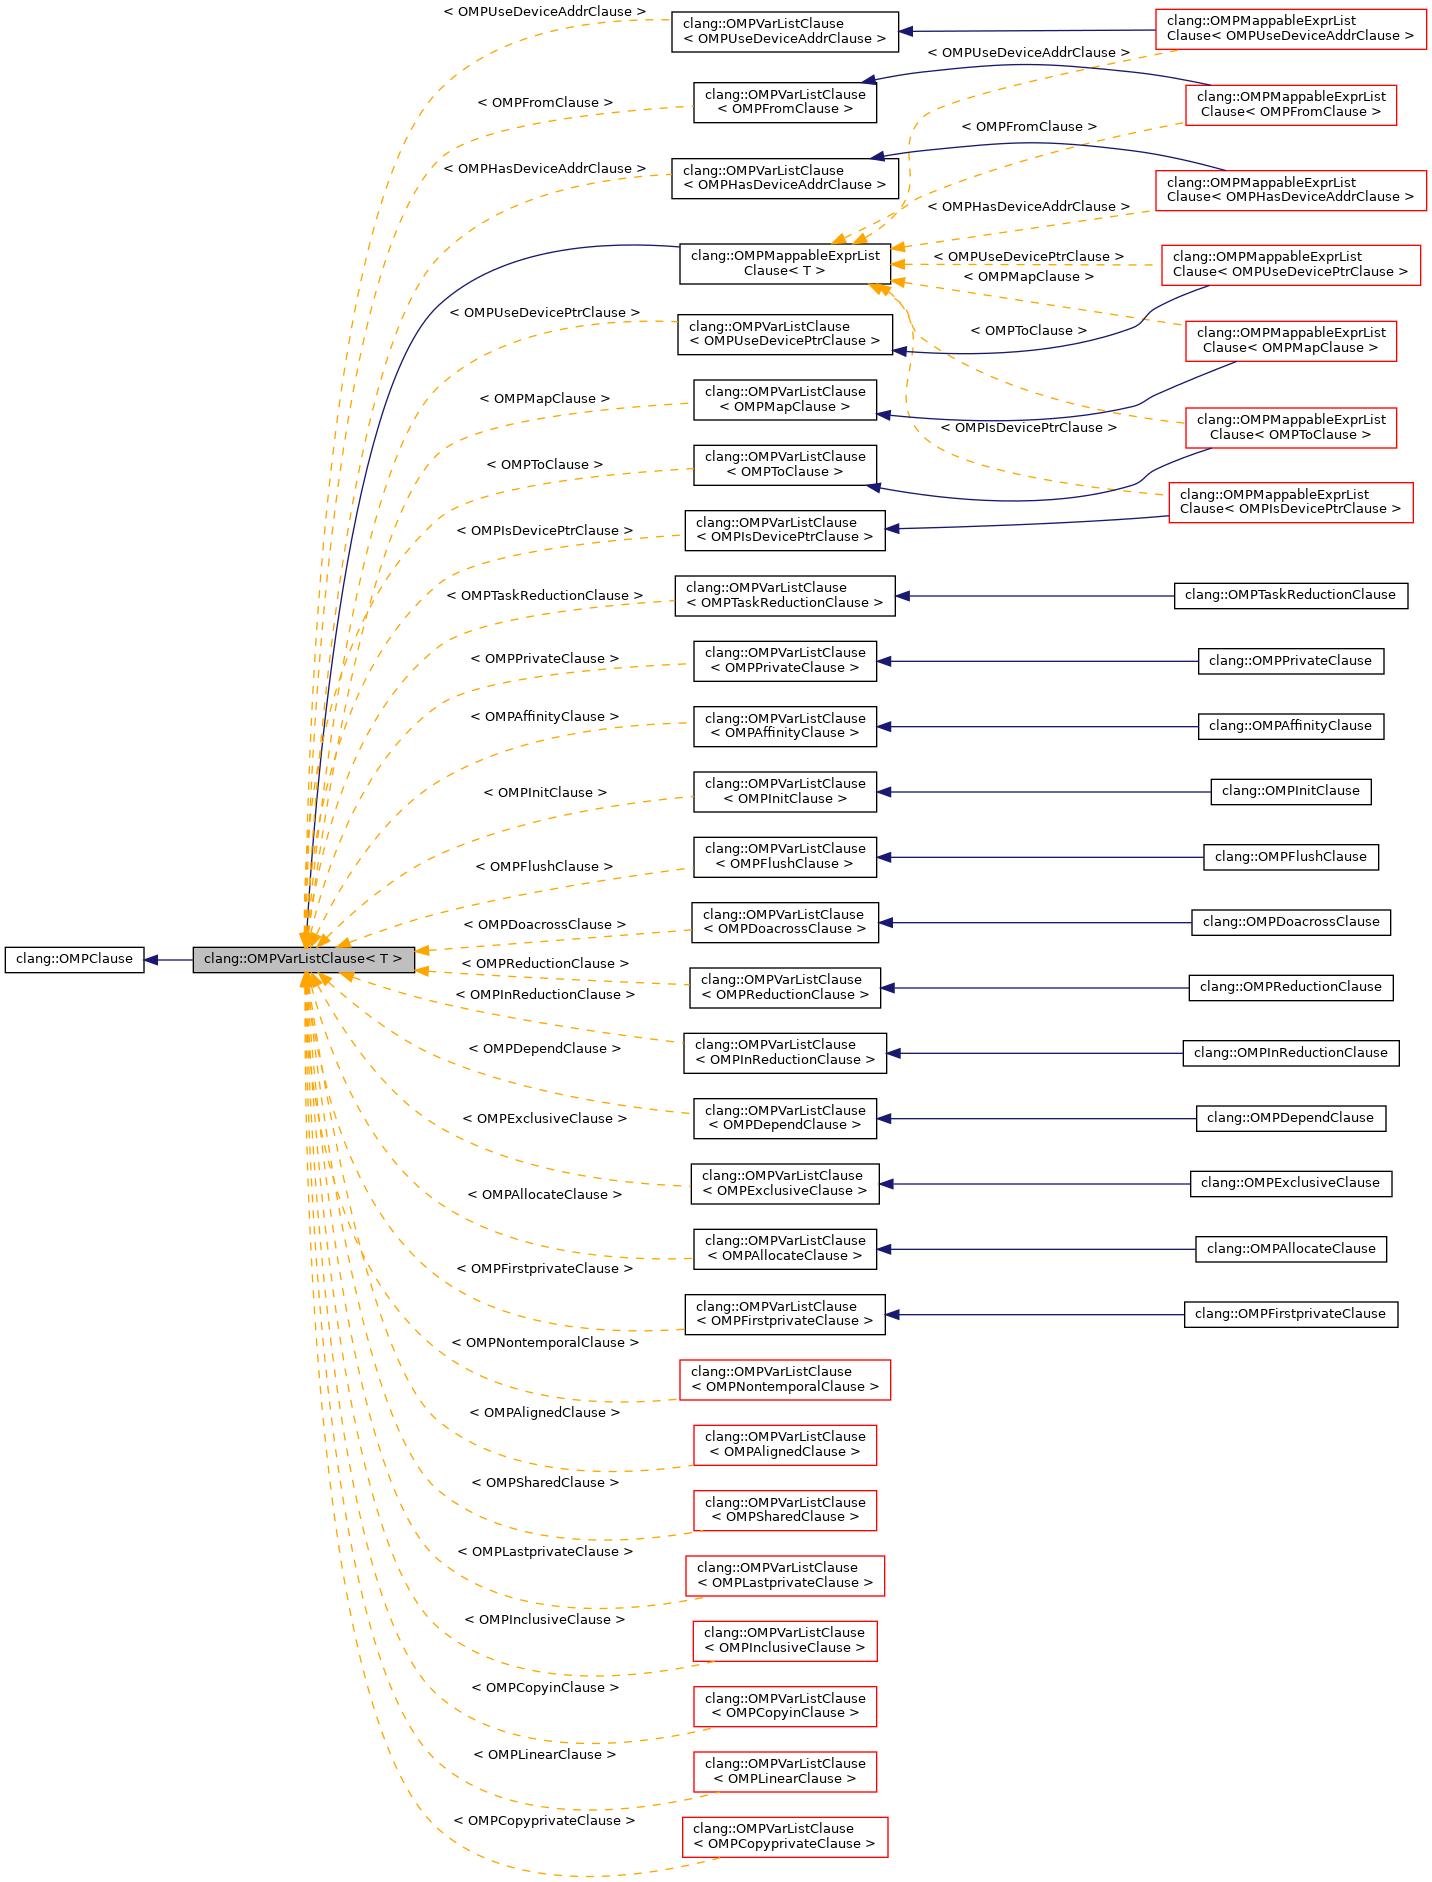 clang::OMPClause
clang::OMPVarListClause< T >
< OMPUseDeviceAddrClause >
< OMPFromClause >
< OMPHasDeviceAddrClause >
< OMPUseDevicePtrClause >
< OMPMapClause >
< OMPToClause >
< OMPIsDevicePtrClause >
< OMPTaskReductionClause >
< OMPPrivateClause >
< OMPAffinityClause >
< OMPInitClause >
< OMPFlushClause >
< OMPDoacrossClause >
< OMPReductionClause >
< OMPInReductionClause >
< OMPDependClause >
< OMPExclusiveClause >
< OMPAllocateClause >
< OMPFirstprivateClause >
< OMPNontemporalClause >
< OMPAlignedClause >
< OMPSharedClause >
< OMPLastprivateClause >
< OMPInclusiveClause >
< OMPCopyinClause >
< OMPLinearClause >
< OMPCopyprivateClause >
clang::OMPVarListClause
< OMPUseDeviceAddrClause >
clang::OMPVarListClause
< OMPFromClause >
clang::OMPVarListClause
< OMPHasDeviceAddrClause >
clang::OMPMappableExprList
Clause< T >
clang::OMPVarListClause
< OMPUseDevicePtrClause >
clang::OMPVarListClause
< OMPMapClause >
clang::OMPVarListClause
< OMPToClause >
clang::OMPVarListClause
< OMPIsDevicePtrClause >
clang::OMPVarListClause
< OMPTaskReductionClause >
clang::OMPVarListClause
< OMPPrivateClause >
clang::OMPVarListClause
< OMPAffinityClause >
clang::OMPVarListClause
< OMPInitClause >
clang::OMPVarListClause
< OMPFlushClause >
clang::OMPVarListClause
< OMPDoacrossClause >
clang::OMPVarListClause
< OMPReductionClause >
clang::OMPVarListClause
< OMPInReductionClause >
clang::OMPVarListClause
< OMPDependClause >
clang::OMPVarListClause
< OMPExclusiveClause >
clang::OMPVarListClause
< OMPAllocateClause >
clang::OMPVarListClause
< OMPFirstprivateClause >
clang::OMPVarListClause
< OMPNontemporalClause >
clang::OMPVarListClause
< OMPAlignedClause >
clang::OMPVarListClause
< OMPSharedClause >
clang::OMPVarListClause
< OMPLastprivateClause >
clang::OMPVarListClause
< OMPInclusiveClause >
clang::OMPVarListClause
< OMPCopyinClause >
clang::OMPVarListClause
< OMPLinearClause >
clang::OMPVarListClause
< OMPCopyprivateClause >
< OMPUseDeviceAddrClause >
< OMPFromClause >
< OMPHasDeviceAddrClause >
< OMPUseDevicePtrClause >
< OMPMapClause >
< OMPToClause >
< OMPIsDevicePtrClause >
clang::OMPMappableExprList
Clause< OMPUseDeviceAddrClause >
clang::OMPMappableExprList
Clause< OMPFromClause >
clang::OMPMappableExprList
Clause< OMPHasDeviceAddrClause >
clang::OMPMappableExprList
Clause< OMPUseDevicePtrClause >
clang::OMPMappableExprList
Clause< OMPMapClause >
clang::OMPMappableExprList
Clause< OMPToClause >
clang::OMPMappableExprList
Clause< OMPIsDevicePtrClause >
clang::OMPTaskReductionClause
clang::OMPPrivateClause
clang::OMPAffinityClause
clang::OMPInitClause
clang::OMPFlushClause
clang::OMPDoacrossClause
clang::OMPReductionClause
clang::OMPInReductionClause
clang::OMPDependClause
clang::OMPExclusiveClause
clang::OMPAllocateClause
clang::OMPFirstprivateClause